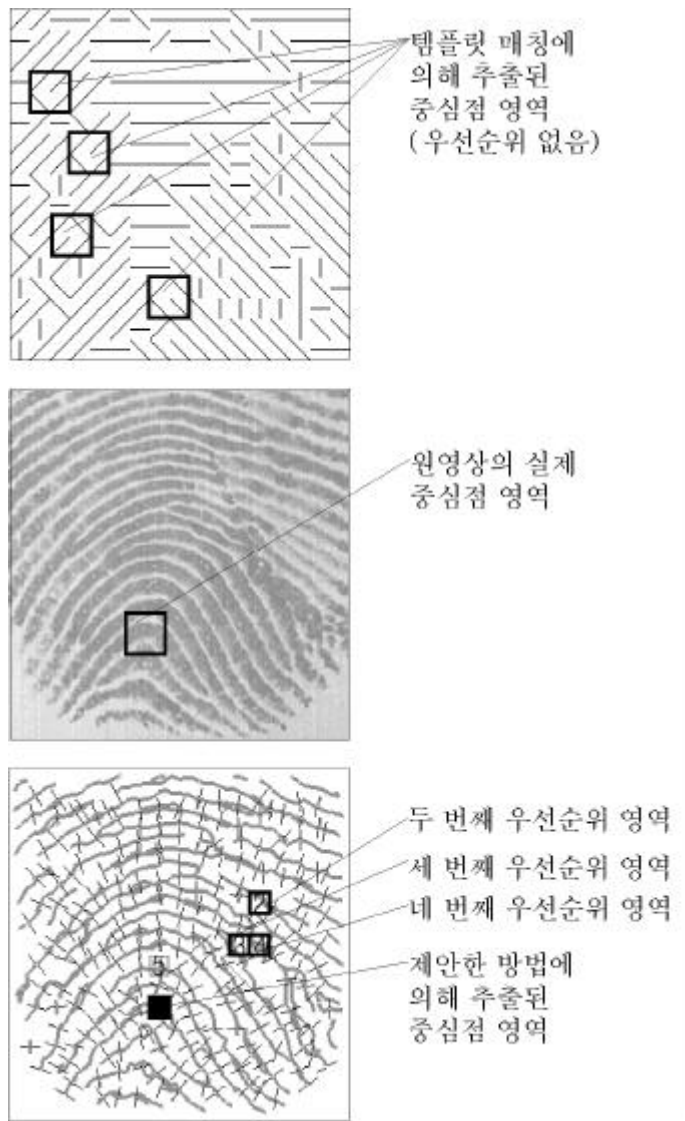 템플릿 매칭에
의해 추출된
중심점 영역
(우선순위 없음)
원영상의 실제
중심점 영역
두 번째 우선순위 영역
세 번째 우선순위 영역
네 번째 우선순위 영역
제안한 방법에
의해 추출된
중심점 영역
2
3 4
5